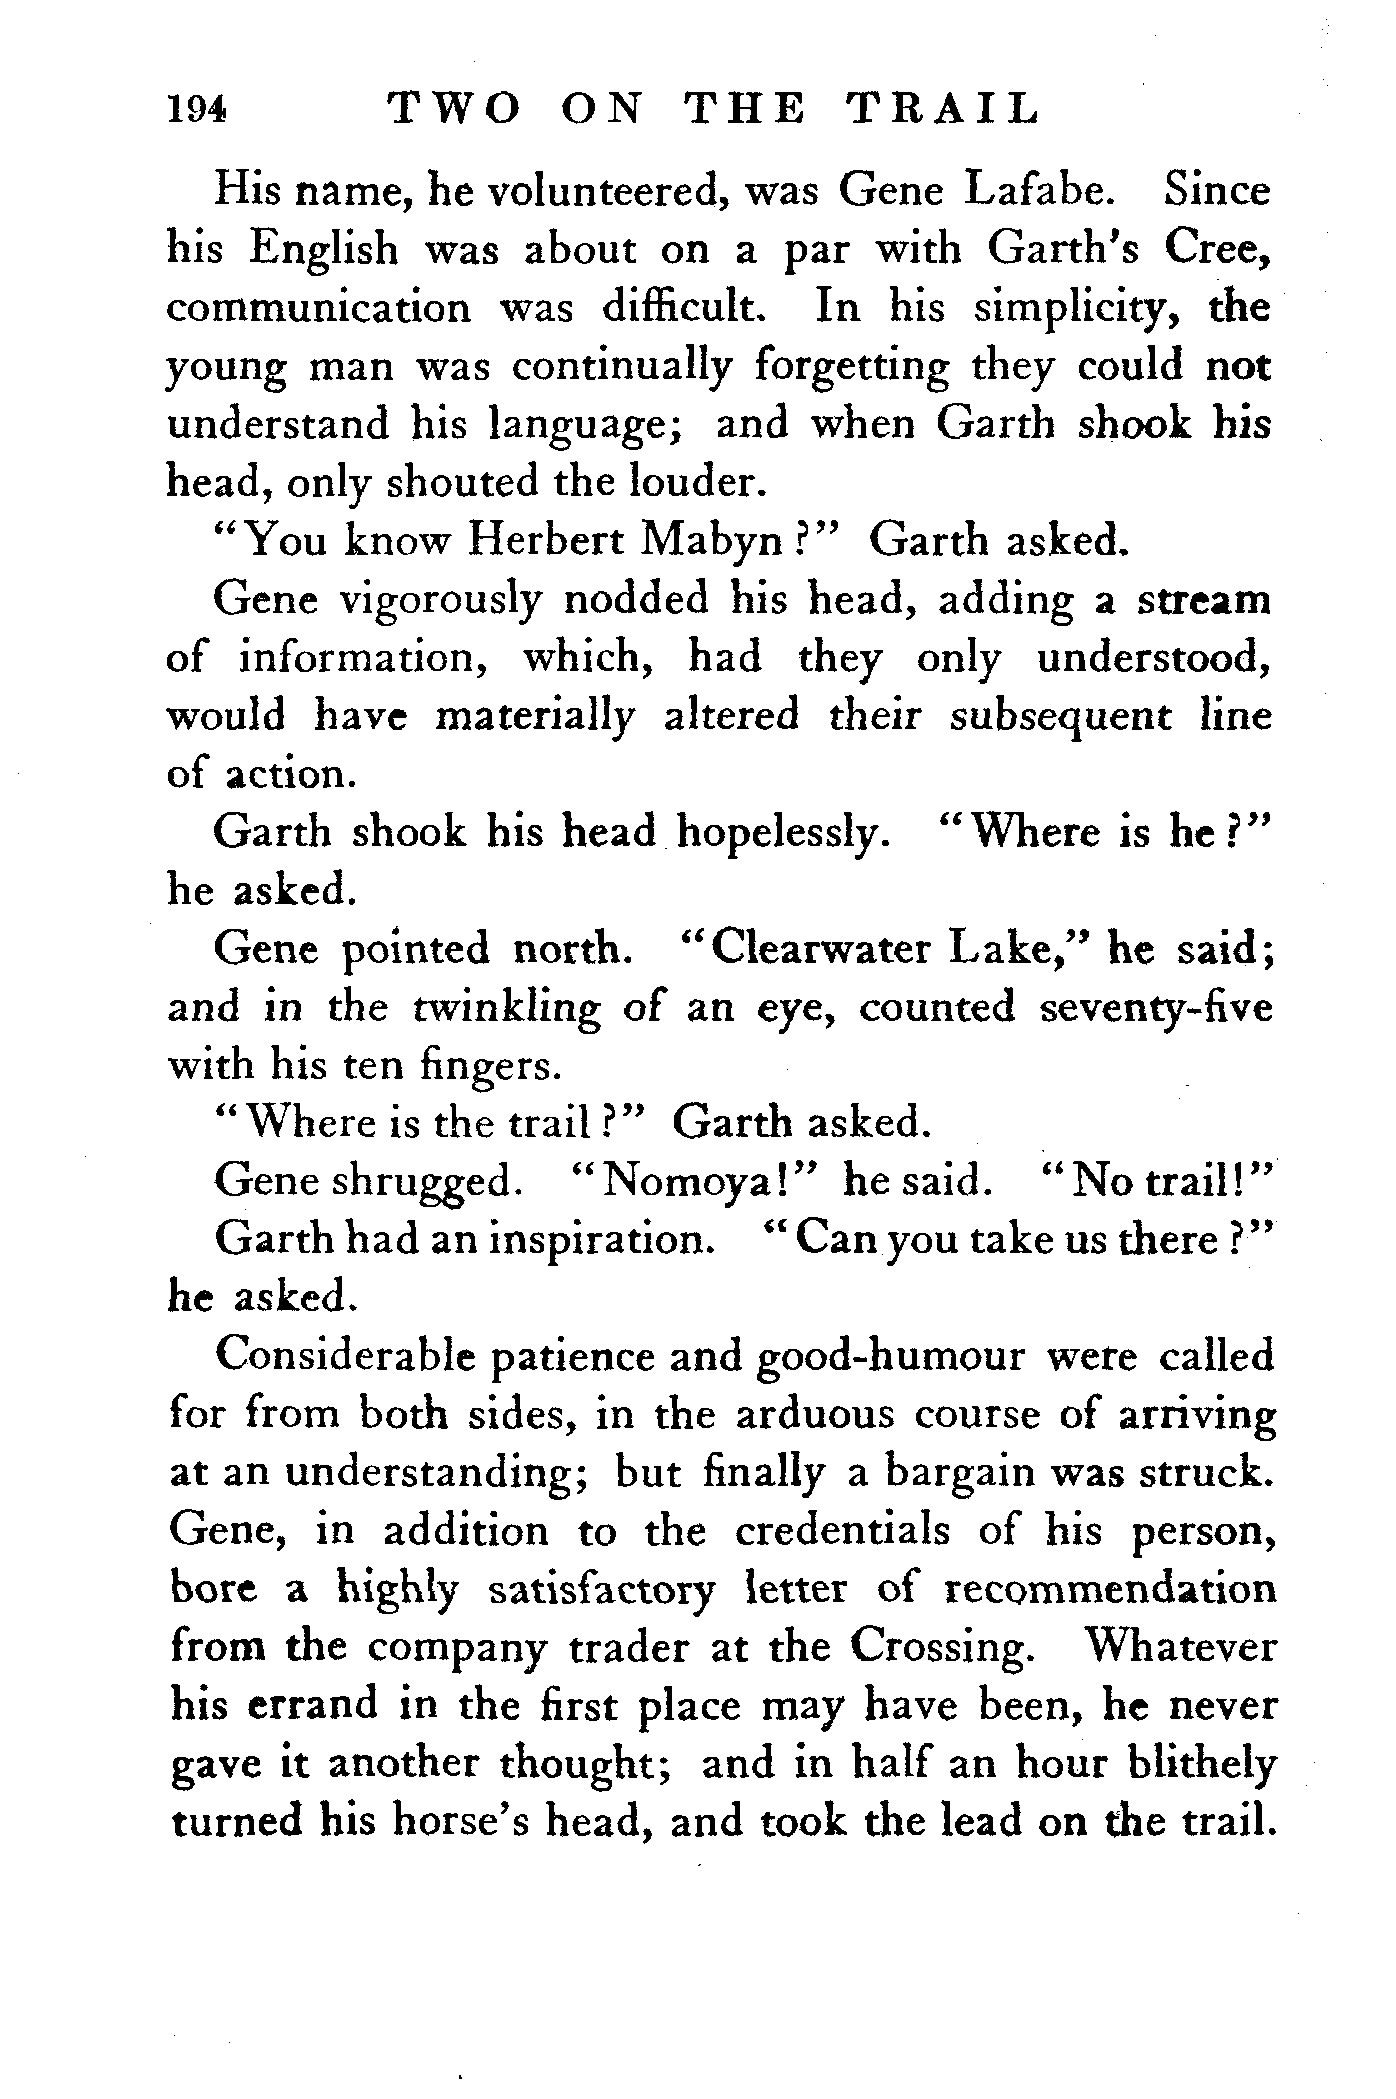 194 TWO ON THE TRAIL
His name, he volunteered, was Gene Lafabe. Since
his English was about on a par with Garth's Cree,
communication was difficult. In his simplicity, the
young man was continually forgetting they could not
understand his language; and when Garth shook his
head, only shouted the louder.
"You know Herbert Mabyn?" Garth asked.
Gene vigorously nodded his head, adding a stream
of information, which, had they only understood,
would have materially altered their subsequent line
of action.
Garth shook his head hopelessly. "Where is he?"
he asked.
Gene pointed north. "Clearwater Lake," he said;
and in the twinkling of an eye, counted seventy-five
with his ten fingers.
"Where is the trail?" Garth asked.
Gene shrugged. "Nomoya!" he said. "No trail!"
Garth had an inspiration. "Can you take us there?"
he asked.
Considerable patience and good-humour were called
for from both sides, in the arduous course of arriving
at an understanding; but finally a bargain was struck.
Gene, in addition to the credentials of his person,
bore a highly satisfactory letter of recommendation
from the company trader at the Crossing. Whatever
his errand in the first place may have been, he never
gave it another thought; and in half an hour blithely
turned his horse's head, and took the lead on the trail.